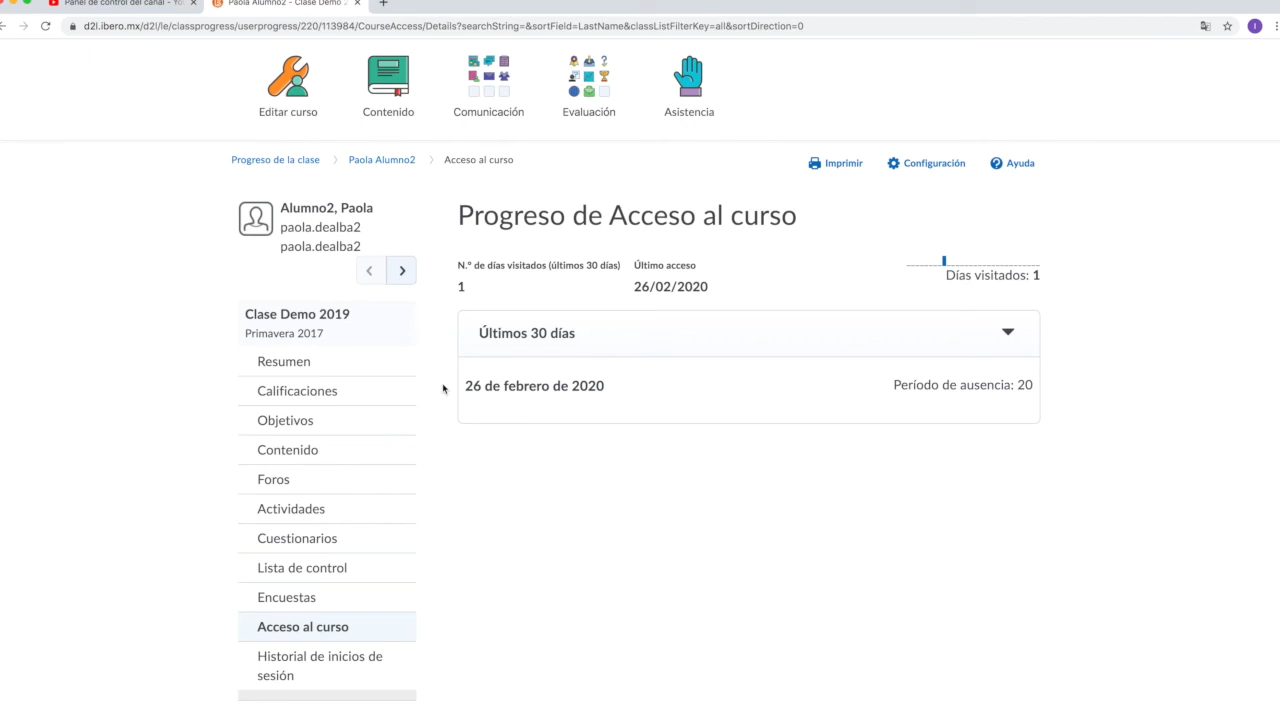 Panel de control del canal - Yo
Paola Alumno2 - Clase Demo 2
d2l.ibero.mx/d2l/le/classprogress/userprogress/220/113984/CourseAccess/Details?searchString=&sortField=LastName&classListFilterKey=all&sortDirection=0
I
Editar curso
Contenido
Comunicación
Evaluación
Asistencia
Progreso de la clase
Paola Alumno2
Acceso al curso
Imprimir
Configuración
Ayuda
Alumno2, Paola
paola.dealba2
paola.dealba2
Clase Demo 2019
Primavera 2017
Resumen
Calificaciones
Objetivos
Contenido
Foros
Actividades
Cuestionarios
Lista de control
Encuestas
Acceso al curso
Historial de inicios de
sesión
Progreso de Acceso al curso
N.º de días visitados (últimos 30 días)
1
Último acceso
26/02/2020
Días visitados: 1
Últimos 30 días
26 de febrero de 2020
Período de ausencia: 20